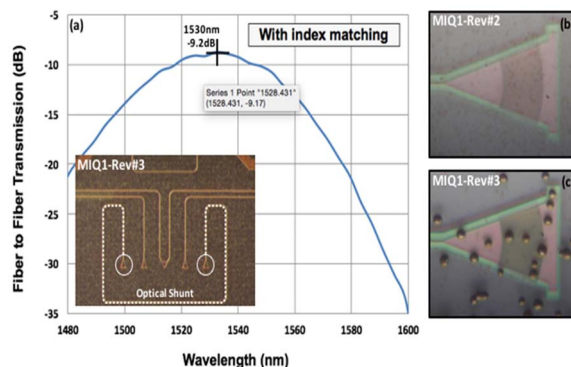 (a)
1530nm
-9.2dB
With index matching
Series 1 Point "1528.431"
(1528.431, -9.17)
MIQ1-Rev#3
Optical Shunt
Fiber to Fiber Transmission (dB)
-5
-10
-15
-20
-25
-30
-35
1480
1500
1520
1540
1560
1580
1600
Wavelength (nm)
MIQ1-Rev#2
(b)
MIQ1-Rev#3
(c)